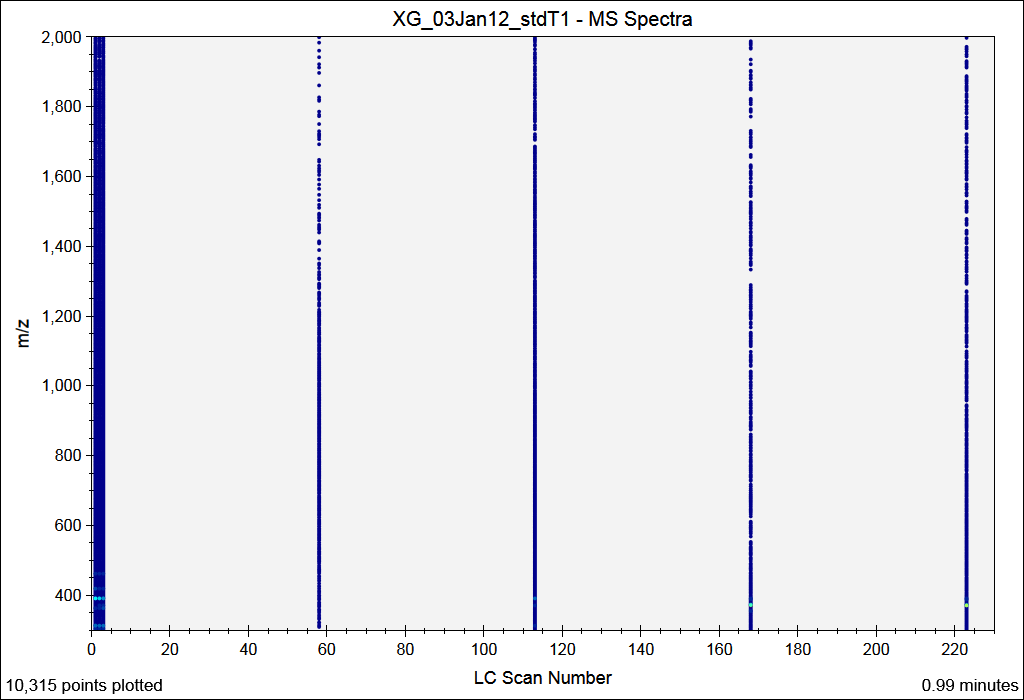 XG_03Jan12_stdT1 - MS Spectra
2,000
1,800
1,600
1,400
1,200
1,000
800
600
400
m/z
0 20 40 60 80 100 120 140 160 180 200 220
LC Scan Number
10,315 points plotted
0.99 minutes